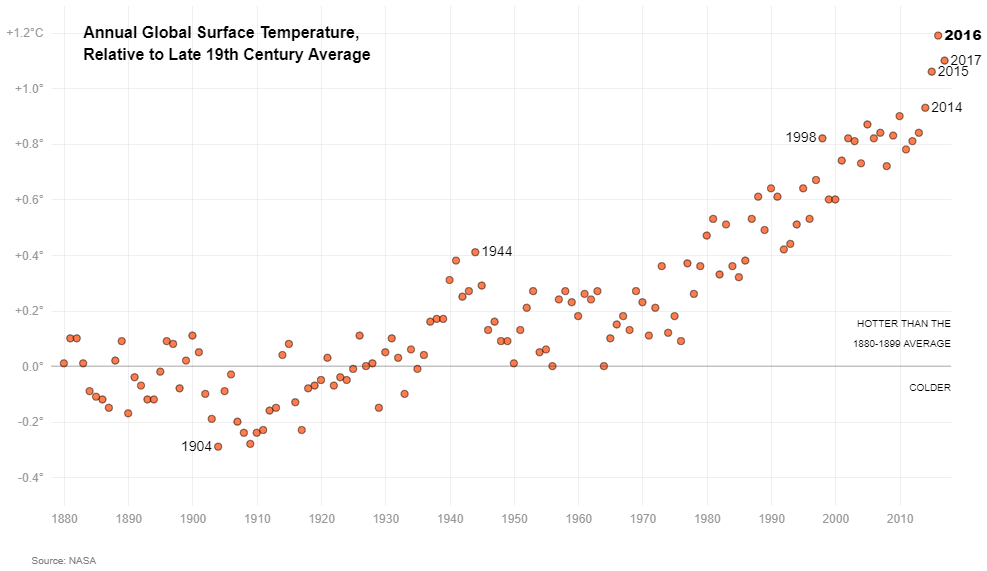 Annual Global Surface Temperature,
Relative to Late 19th Century Average
+1.2°C
+1.0°
+0.8°
+0.6°
+0.4°
+0.2°
0.0°
-0.2°
-0.4°
2016
2017
2015
2014
1998
1944
1904
HOTTER THAN THE
1880-1899 AVERAGE
COLDER
1880 1890 1900 1910 1920 1930 1940 1950 1960 1970 1980 1990 2000 2010
Source: NASA